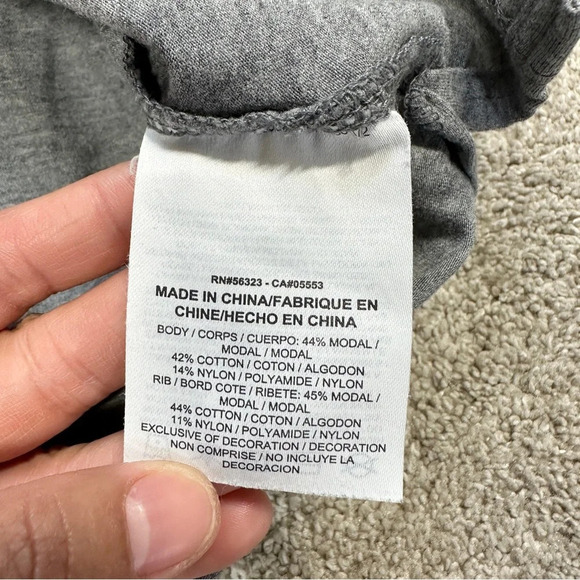 RN#56323 - CA#05553
MADE IN CHINA/FABRIQUE EN
CHINE/HECHO EN CHINA
BODY / CORPS / CUERPO: 44% MODAL /
MODAL / MODAL
42% COTTON / COTON / ALGODON
14% NYLON / POLYAMIDE / NYLON
RIB / BORD COTE / RIBETE: 45% MODAL /
MODAL / MODAL
44% COTTON / COTON / ALGODON
11% NYLON / POLYAMIDE / NYLON
EXCLUSIVE OF DECORATION / DECORATION
NON COMPRISE / NO INCLUYE LA
DECORACION